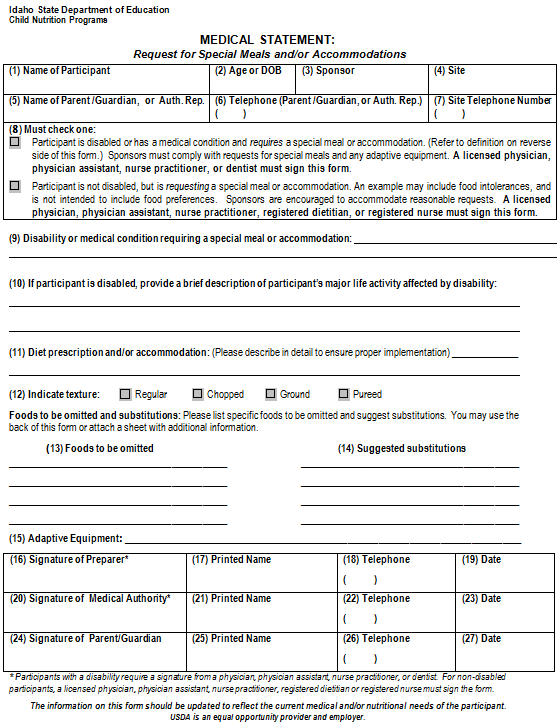 Idaho State Department of Education
Child Nutrition Programs
MEDICAL STATEMENT:
Request for Special Meals and/or Accommodations
(1) Name of Participant (2) Age or DOB (3) Sponsor (4) Site
(5) Name of Parent /Guardian, or Auth. Rep. (6) Telephone (Parent /Guardian, or Auth. Rep.) (7) Site Telephone Number
( ) ( )
(8) Must check one:
Participant is disabled or has a medical condition and requires a special meal or accommodation. (Refer to definition on reverse
side of this form.) Sponsors must comply with requests for special meals and any adaptive equipment. A licensed physician,
physician assistant, nurse practitioner, or dentist must sign this form.
Participant is not disabled, but is requesting a special meal or accommodation. An example may include food intolerances, and
is not intended to include food preferences. Sponsors are encouraged to accommodate reasonable requests. A licensed
physician, physician assistant, nurse practitioner, registered dietitian, or registered nurse must sign this form.
(9) Disability or medical condition requiring a special meal or accommodation:
(10) If participant is disabled, provide a brief description of participant's major life activity affected by disability:
(11) Diet prescription and/or accommodation: (Please describe in detail to ensure proper implementation)
(12) Indicate texture: Regular Chopped Ground Pureed
Foods to be omitted and substitutions: Please list specific foods to be omitted and suggest substitutions. You may use the
back of this form or attach a sheet with additional information.
(13) Foods to be omitted (14) Suggested substitutions
(15) Adaptive Equipment:
(16) Signature of Preparer* (17) Printed Name (18) Telephone (19) Date
( )
(20) Signature of Medical Authority* (21) Printed Name (22) Telephone (23) Date
( )
(24) Signature of Parent/Guardian (25) Printed Name (26) Telephone (27) Date
( )
* Participants with a disability require a signature from a physician, physician assistant, nurse practitioner, or dentist. For non-disabled
participants, a licensed physician, physician assistant, nurse practitioner, registered dietitian or registered nurse must sign the form.
The information on this form should be updated to reflect the current medical and/or nutritional needs of the participant.
USDA is an equal opportunity provider and employer.